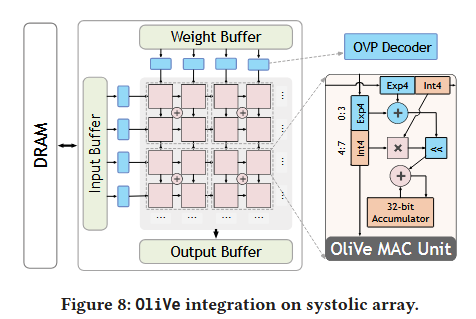 Weight Buffer
OVP Decoder
DRAM
Input Buffer
... ...
Output Buffer
Exp4 Int4
0:3 Exp4
4:7 Int4
+
×
<<
+
32-bit
Accumulator
OliVe MAC Unit
Figure 8: OliVe integration on systolic array.